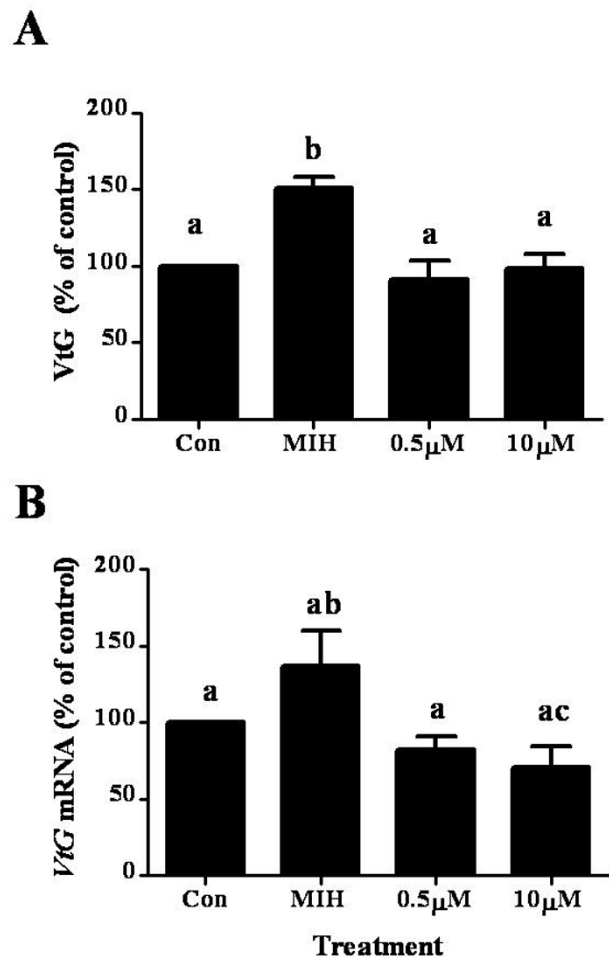 A
VtG (% of control)
200
b
150
a a a
100
50
0
Con MIH 0.5μM 10μM
B
VtG mRNA (% of control)
200
ab
150
a a ac
100
50
0
Con MIH 0.5μM 10μM
Treatment